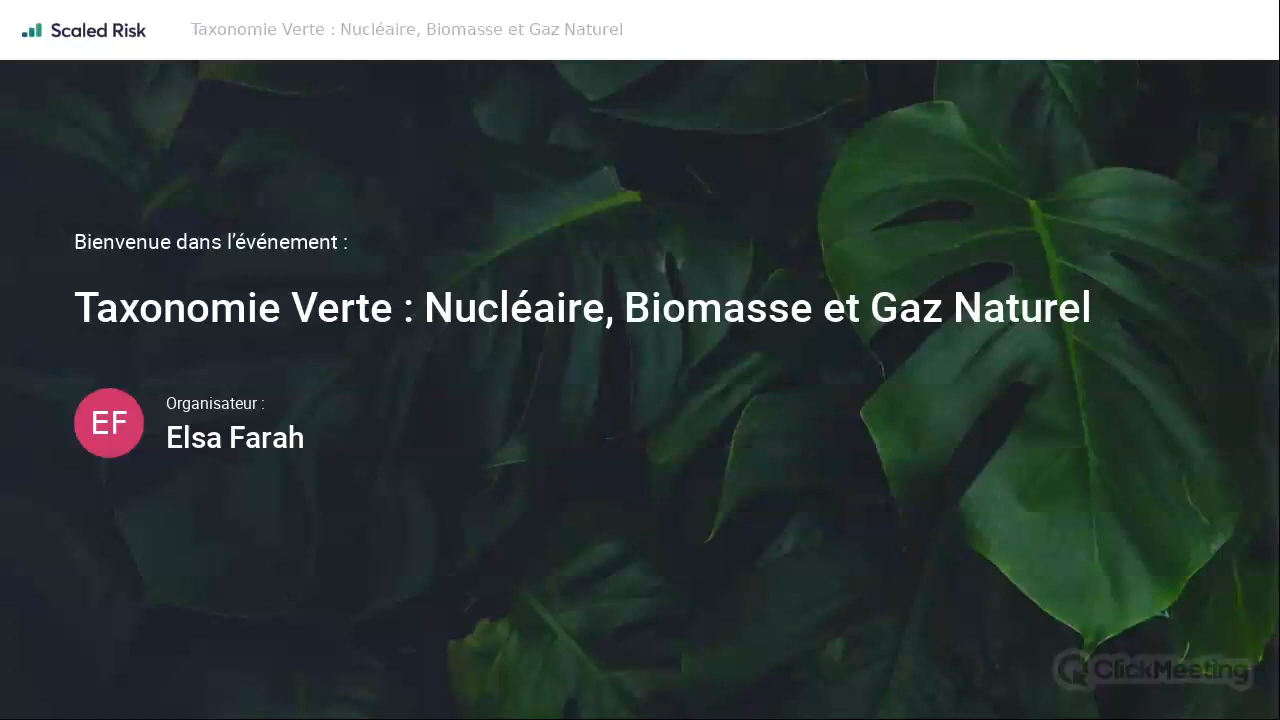 Scaled Risk
Taxonomie Verte : Nucléaire, Biomasse et Gaz Naturel
Bienvenue dans l’événement :
Taxonomie Verte : Nucléaire, Biomasse et Gaz Naturel
EF
Organisateur :
Elsa Farah
ClickMeeting